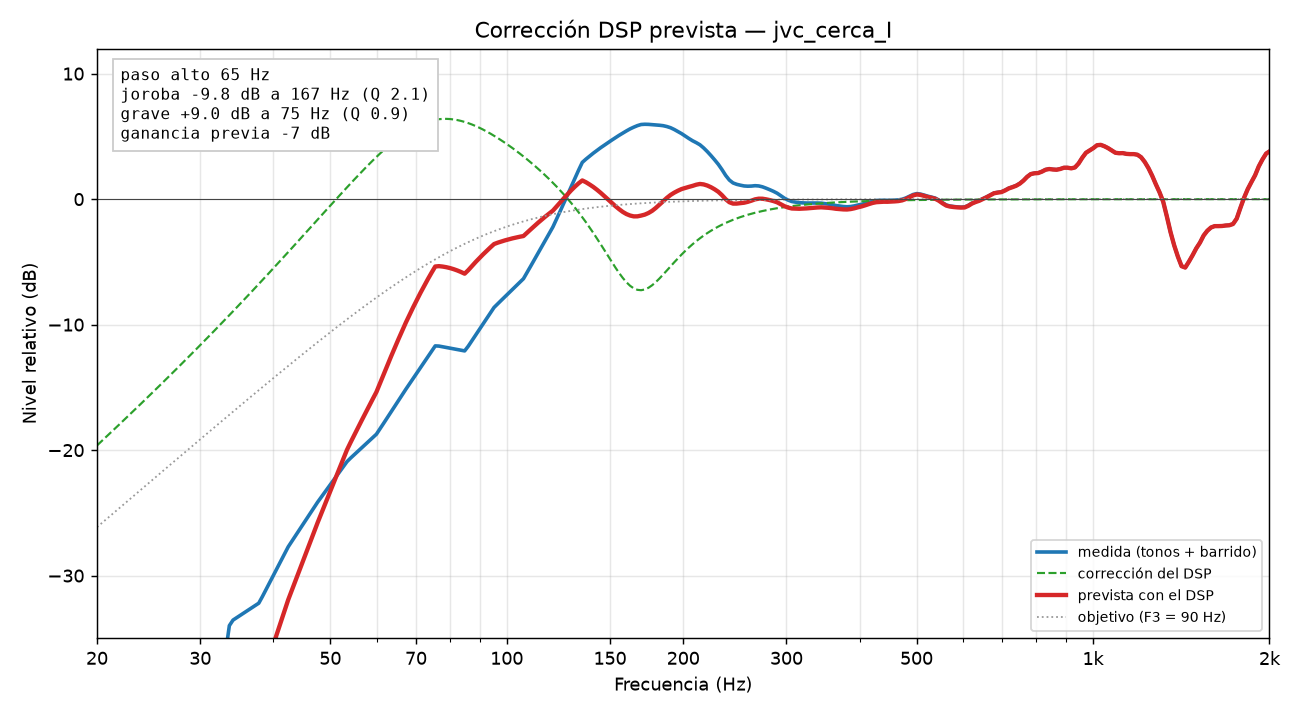 Corrección DSP prevista — jvc_cerca_I
paso alto 65 Hz
joroba -9.8 dB a 167 Hz (Q 2.1)
grave +9.0 dB a 75 Hz (Q 0.9)
ganancia previa -7 dB
Nivel relativo (dB)
10
0
−10
−20
−30
medida (tonos + barrido)
corrección del DSP
prevista con el DSP
objetivo (F3 = 90 Hz)
20 30 50 70 100 150 200 300 500 1k 2k
Frecuencia (Hz)